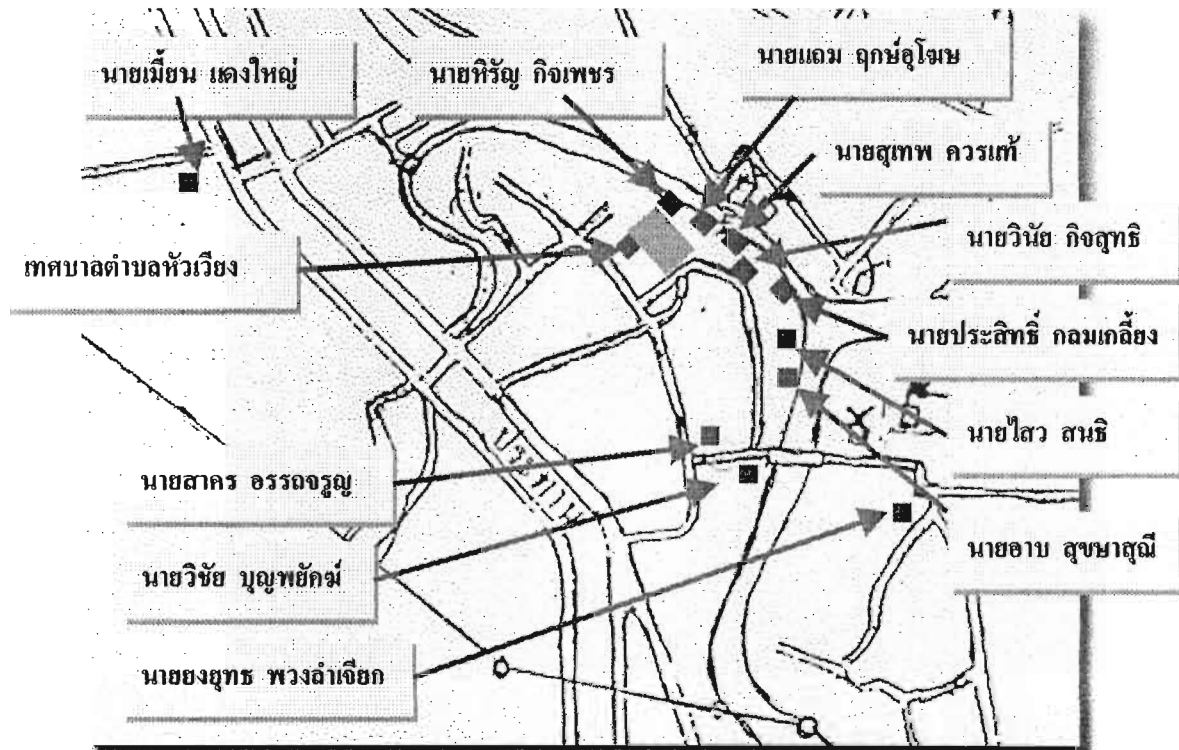 นายแถม ฤกษ์อุโฆษ
นายเมี้ยน แดงใหญ่
นายหิรัญ กิจเพชร
นายสุเทพ ควรแท้
นายวินัย กิจสุทธิ
เทศบาลตำบลหัวเวียง
นายประสิทธิ์ กลมเกลี้ยง
นายไสว สนธิ
นายสาคร อรรถจรูญ
นายอาบ สุขษาสุณี
นายวิชัย บุญพยัคฆ์
นายยงยุทธ พวงลำเจียก